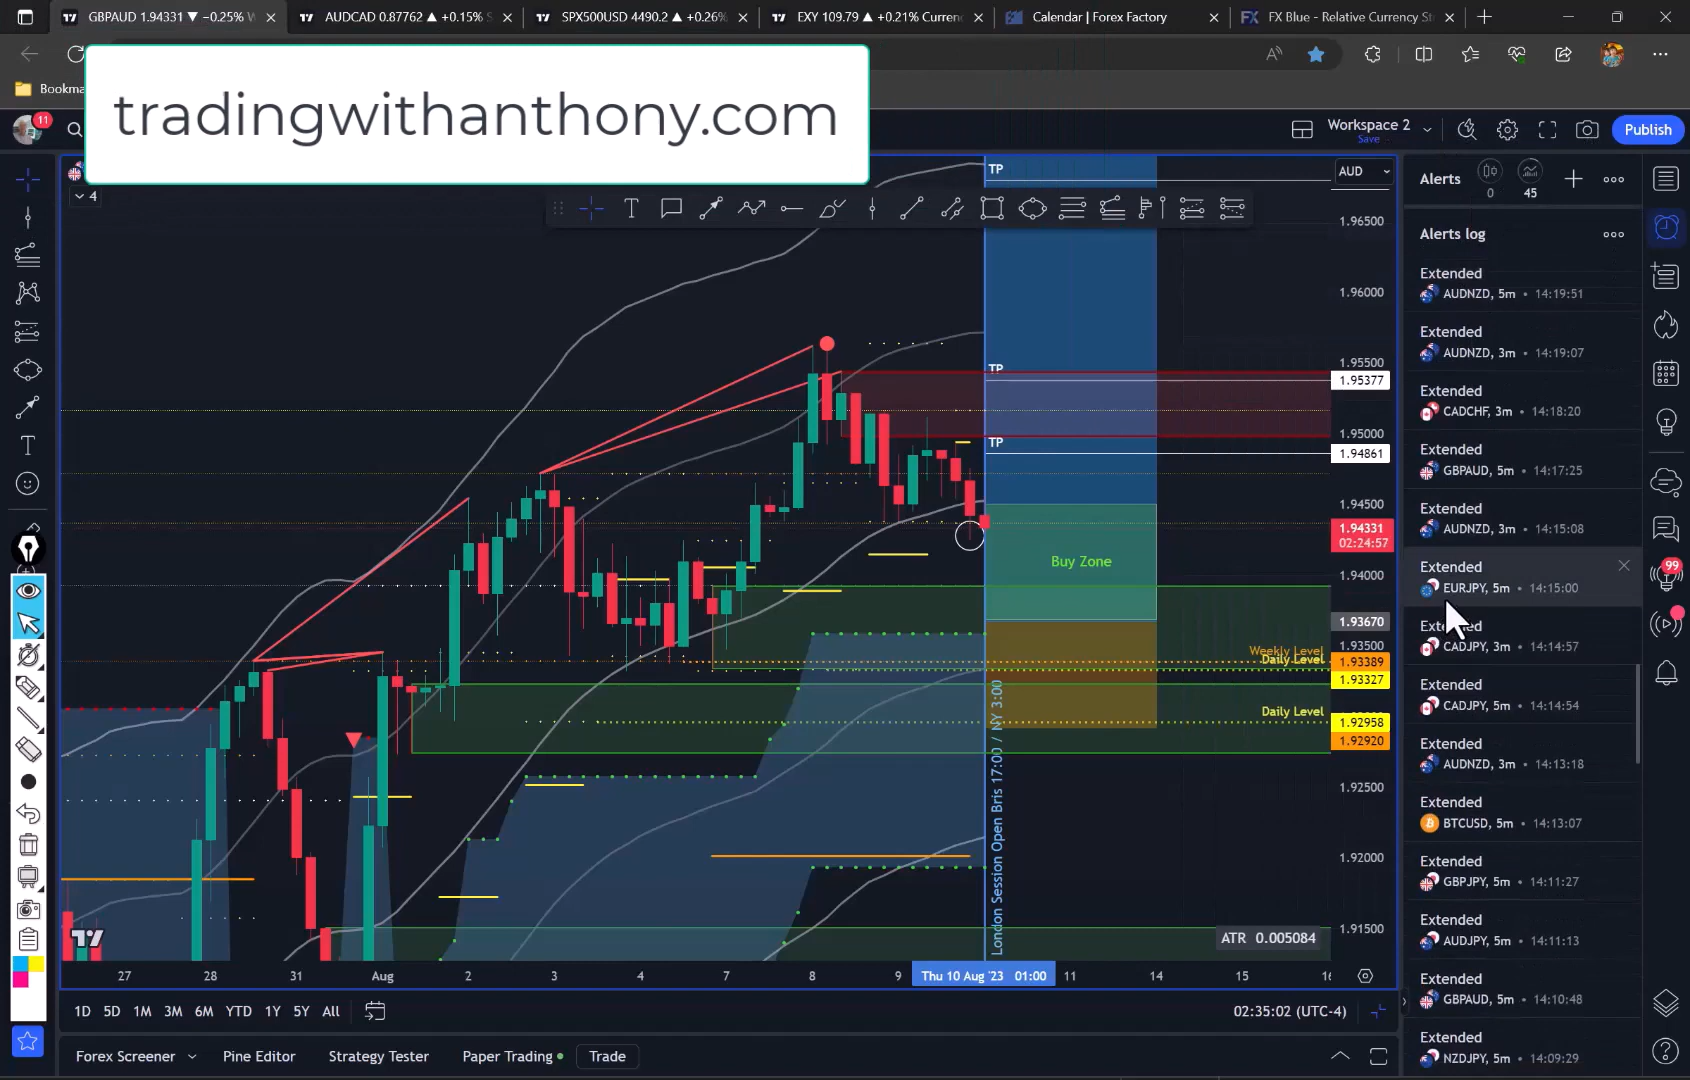 GBPAUD 1.94331 ▼ −0.25%
AUDCAD 0.87762 ▲ +0.15%
SPX500USD 4490.2 ▲ +0.26%
EXY 109.79 ▲ +0.21% Curren
Calendar | Forex Factory
FX Blue - Relative Currency St
Bookma
tradingwithanthony.com
11
Workspace 2
Save
Publish
4
TP
AUD
1.96500
1.96000
1.95500
TP
1.95377
1.95000
TP
1.94861
1.94500
1.94331
02:24:57
Buy Zone
1.94000
1.93670
1.93500
Weekly Level
Daily Level
1.93389
1.93327
Daily Level
1.92958
1.92920
1.92500
1.92000
1.91500
London Session Open Bris 17:00 / NY 3:00
ATR 0.005084
27 28 31 Aug 2 3 4 7 8 9 Thu 10 Aug '23 01:00 11 14 15 16
1D 5D 1M 3M 6M YTD 1Y 5Y All
02:35:02 (UTC-4)
Forex Screener Pine Editor Strategy Tester Paper Trading Trade
Alerts
0
45
Alerts log
Extended
AUDNZD, 5m • 14:19:51
Extended
AUDNZD, 3m • 14:19:07
Extended
CADCHF, 3m • 14:18:20
Extended
GBPAUD, 5m • 14:17:25
Extended
AUDNZD, 3m • 14:15:08
Extended
EURJPY, 5m • 14:15:00
CADJPY, 3m • 14:14:57
Extended
CADJPY, 5m • 14:14:54
Extended
AUDNZD, 3m • 14:13:18
Extended
BTCUSD, 5m • 14:13:07
Extended
GBPJPY, 5m • 14:11:27
Extended
AUDJPY, 5m • 14:11:13
Extended
GBPAUD, 5m • 14:10:48
Extended
NZDJPY, 5m • 14:09:29
99